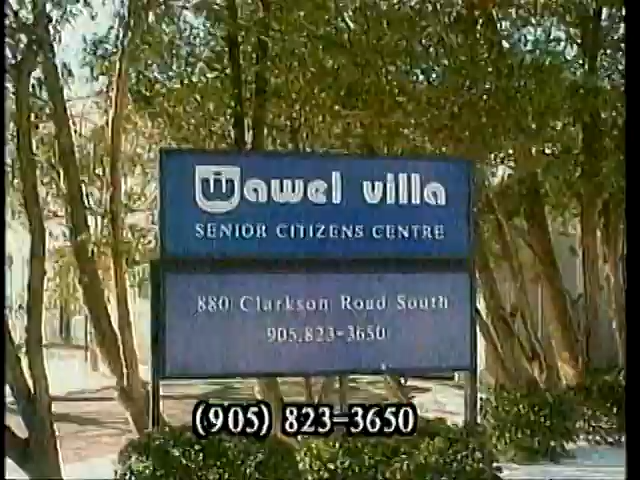 Wawel villa
SENIOR CITIZENS CENTRE
880 Clarkson Road South
905.823-3650
(905) 823-3650